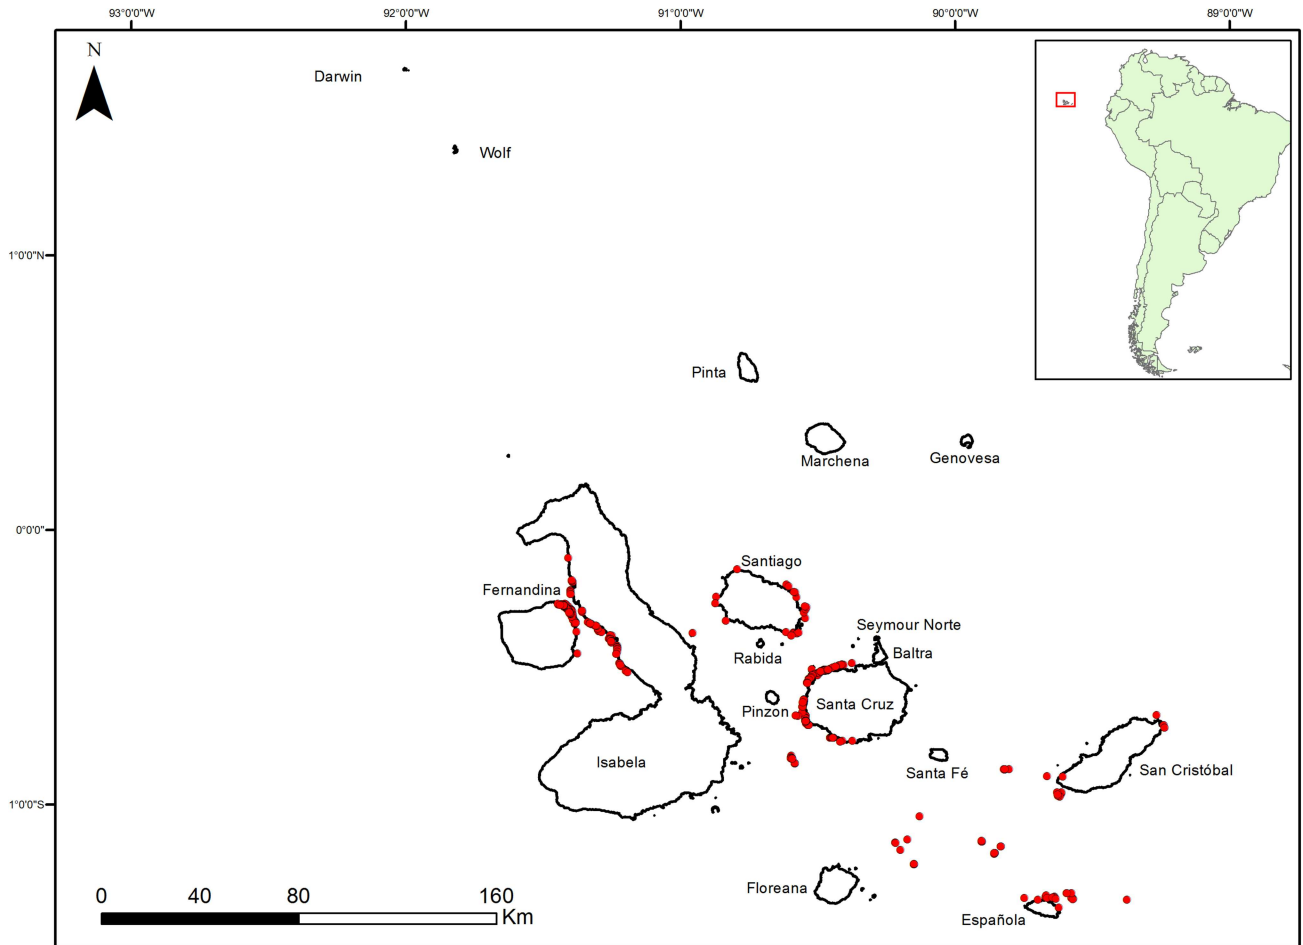 93°0'0"W 92°0'0"W 91°0'0"W 90°0'0"W 89°0'0"W
N
Darwin
Wolf
1°0'0"N
Pinta
Marchena
Genovesa
0°0'0"
Santiago
Fernandina
Seymour Norte
Baltra
Rabida
Pinzon
Santa Cruz
Isabela
Santa Fé
San Cristóbal
1°0'0"S
Floreana
Española
0 40 80 160
Km